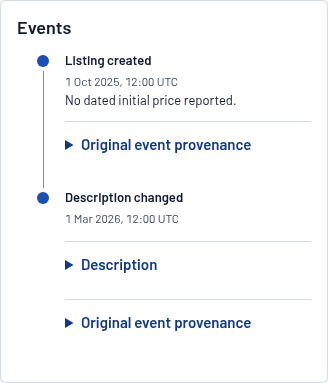 Events
Listing created
1 Oct 2025, 12:00 UTC
No dated initial price reported.
Original event provenance
Description changed
1 Mar 2026, 12:00 UTC
Description
Original event provenance